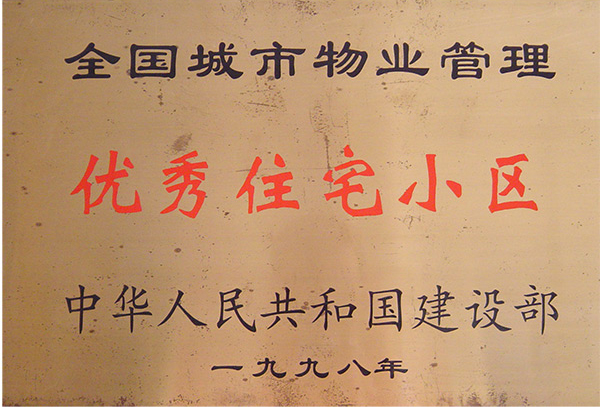 全国城市物业管理
优秀住宅小区
中华人民共和国建设部
一九九八年